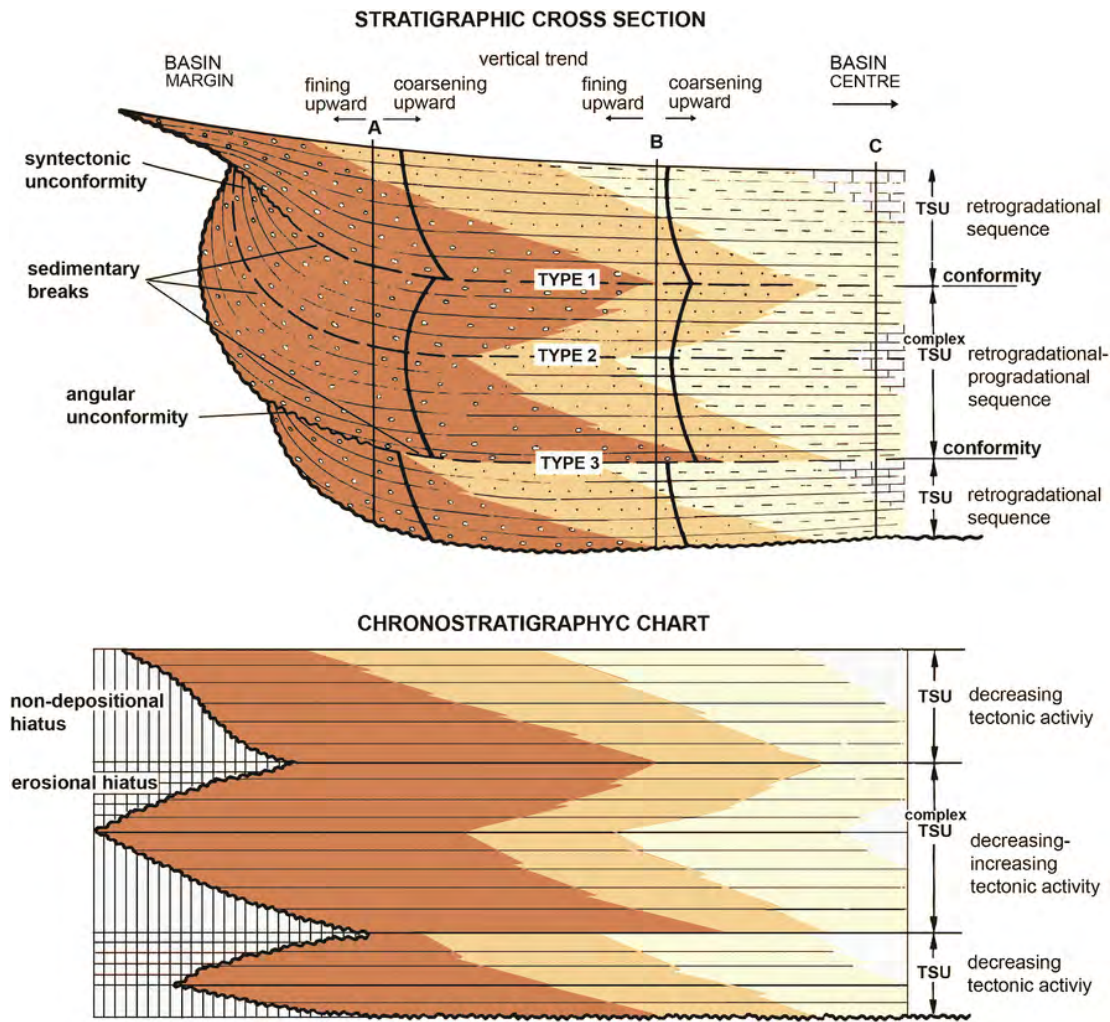 STRATIGRAPHIC CROSS SECTION
BASIN
MARGIN
vertical trend
BASIN
CENTRE
fining
upward
coarsening
upward
fining
upward
coarsening
upward
A
B
C
syntectonic
unconformity
sedimentary
breaks
angular
unconformity
TYPE 1
TYPE 2
TYPE 3
TSU
retrogradational
sequence
conformity
complex
TSU
retrogradational-
progradational
sequence
conformity
TSU
retrogradational
sequence
CHRONOSTRATIGRAPHYC CHART
non-depositional
hiatus
erosional hiatus
TSU
decreasing
tectonic activiy
complex
TSU
decreasing-
increasing
tectonic activity
TSU
decreasing
tectonic activiy